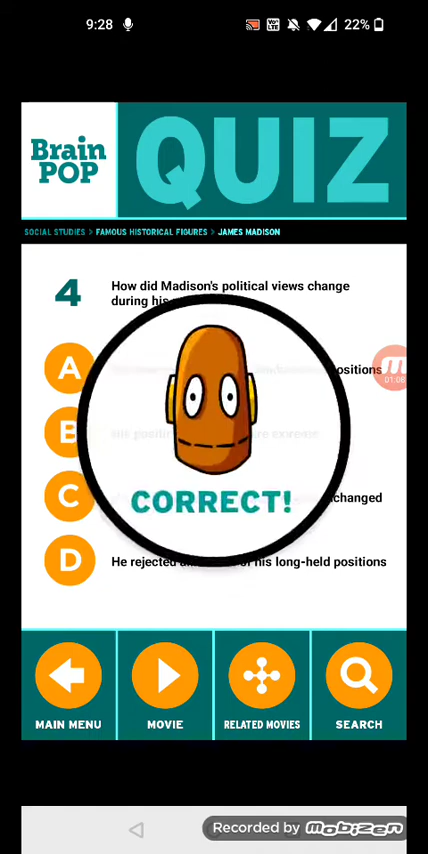 9:28
22%
Brain
POP
QUIZ
SOCIAL STUDIES > FAMOUS HISTORICAL FIGURES > JAMES MADISON
4
How did Madison's political views change
during his
A
ositions
01:06
B
CORRECT!
C
changed
D
He rejected of his long-held positions
MAIN MENU
MOVIE
RELATED MOVIES
SEARCH
Recorded by mobizen